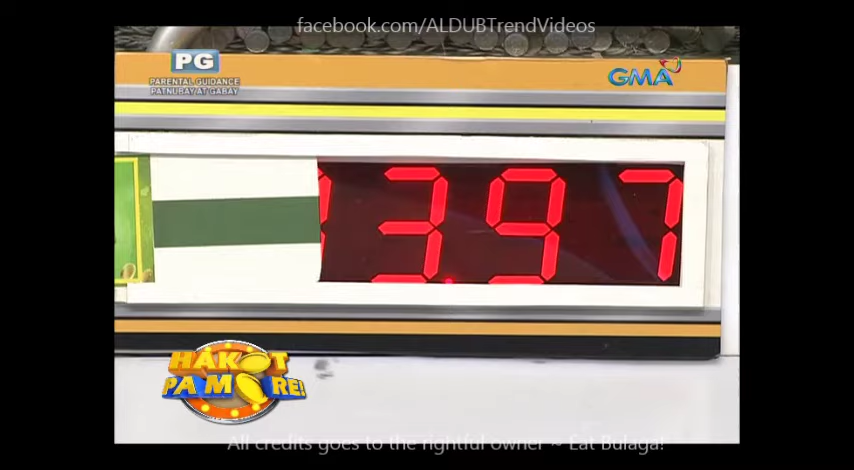 facebook.com/ALDUBTrendVideos
PG
PARENTAL GUIDANCE
PATNUBAY AT GABAY
GMA
397
HAKOT
PA MORE!
All credits goes to the rightful owner ~ Eat Bulaga!